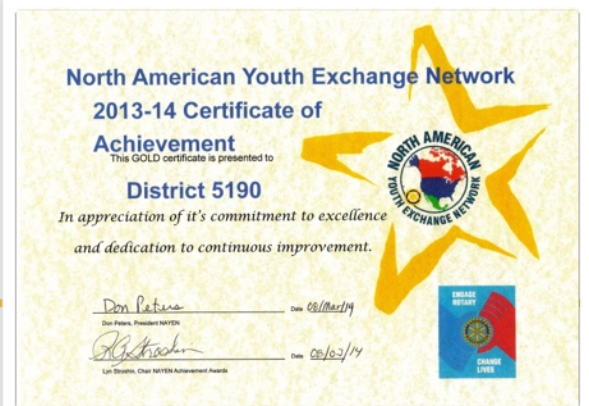 North American Youth Exchange Network
2013-14 Certificate of
Achievement
This GOLD certificate is presented to
District 5190
In appreciation of it's commitment to excellence
and dedication to continuous improvement.
NORTH AMERICAN
YOUTH EXCHANGE NETWORK
Don Peters Date 08/Mar/14
Don Peters, President NAYEN
Date 08/03/14
Lyn Stroshin, Chair NAYEN Achievement Awards
ENGAGE
ROTARY
CHANGE
LIVES